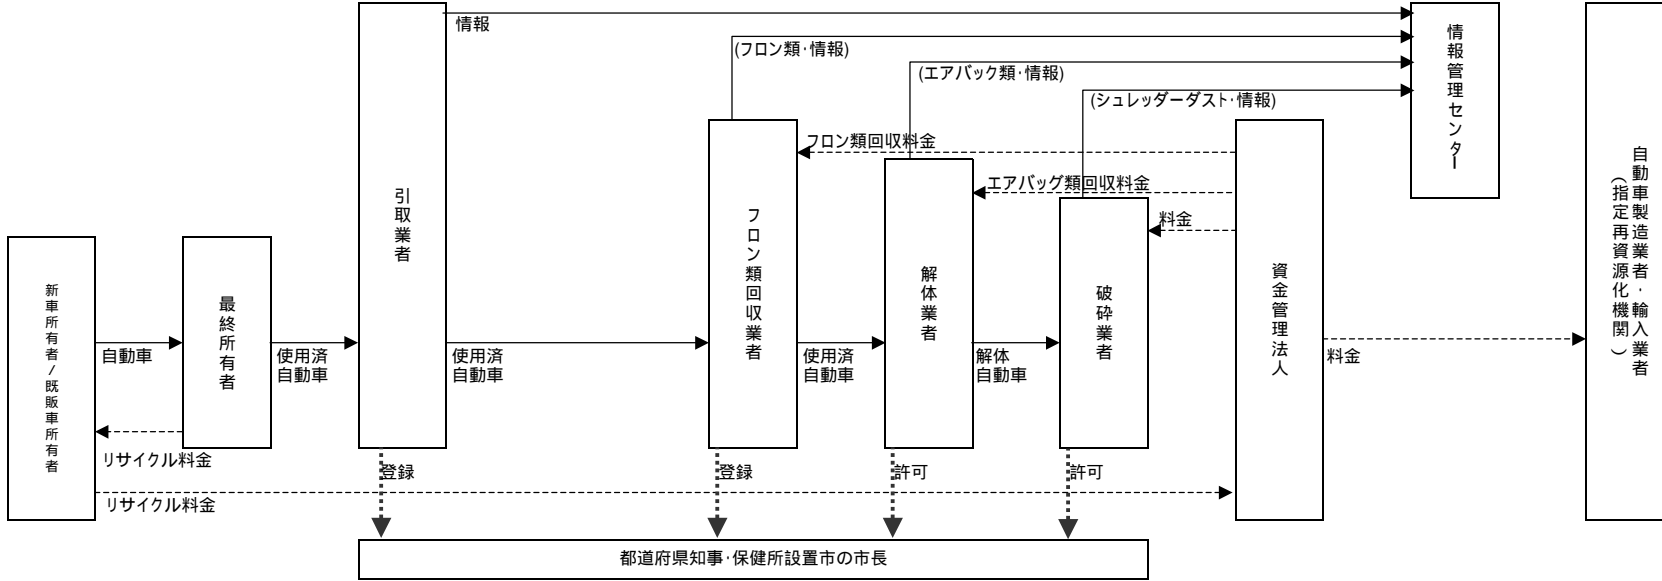 情報
(フロン類・情報)
(エアバック類・情報)
(シュレッダーダスト・情報)
情報管理センター
フロン類回収料金
エアバッグ類回収料金
料金
新車所有者/既販車所有者
自動車
最終所有者
使用済
自動車
引取業者
使用済
自動車
フロン類回収業者
使用済
自動車
解体業者
解体
自動車
破砕業者
資金管理法人
料金
自動車製造業者・輸入業者
(指定再資源化機関)
リサイクル料金
リサイクル料金
登録
登録
許可
許可
都道府県知事・保健所設置市の市長